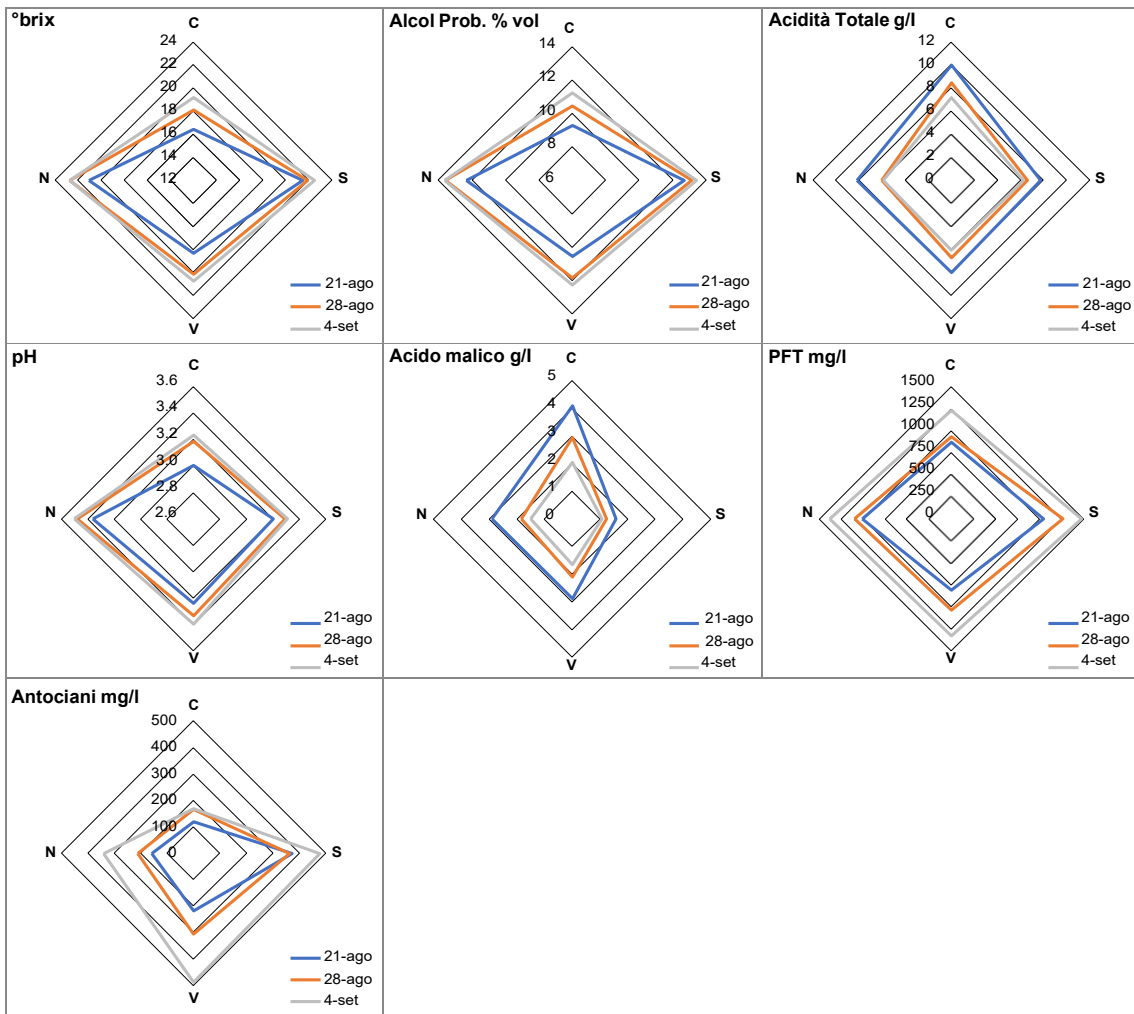 °brix
C
24
22
20
18
16
14
12
N
S
V
21-ago
28-ago
4-set
Alcol Prob. % vol
C
14
12
10
8
6
N
S
V
21-ago
28-ago
4-set
Acidità Totale g/l
C
12
10
8
6
4
2
0
N
S
V
21-ago
28-ago
4-set
pH
C
3.6
3.4
3.2
3.0
2.8
2.6
N
S
V
21-ago
28-ago
4-set
Acido malico g/l
C
5
4
3
2
1
0
N
S
V
21-ago
28-ago
4-set
PFT mg/l
C
1500
1250
1000
750
500
250
0
N
S
V
21-ago
28-ago
4-set
Antociani mg/l
C
500
400
300
200
100
0
N
S
V
21-ago
28-ago
4-set